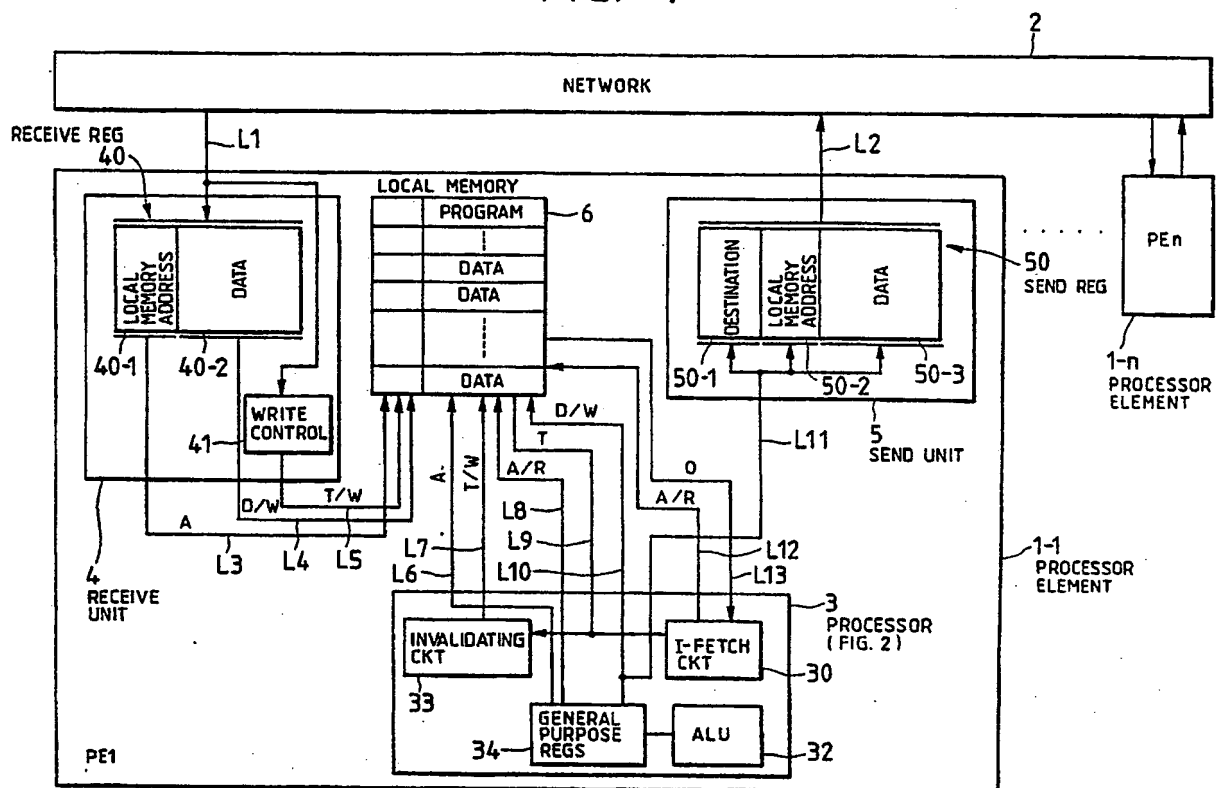 2
NETWORK
RECEIVE REG
40
L1
L2
LOCAL MEMORY
PROGRAM
6
DATA
DATA
DATA
LOCAL
MEMORY
ADDRESS
DATA
40-1
40-2
WRITE
CONTROL
41
DESTINATION
LOCAL MEMORY
ADDRESS
DATA
50-1
50-2
50-3
50
SEND REG
5
SEND UNIT
PEn
1-n
PROCESSOR
ELEMENT
4
RECEIVE
UNIT
A
D/W
T/W
L3
L4
L5
A
T/W
A/R
T
D/W
O
A/R
L6
L7
L8
L9
L10
L11
L12
L13
1-1
PROCESSOR
ELEMENT
3
PROCESSOR
(FIG. 2)
INVALIDATING
CKT
33
I-FETCH
CKT
30
GENERAL
PURPOSE
REGS
34
ALU
32
PE1